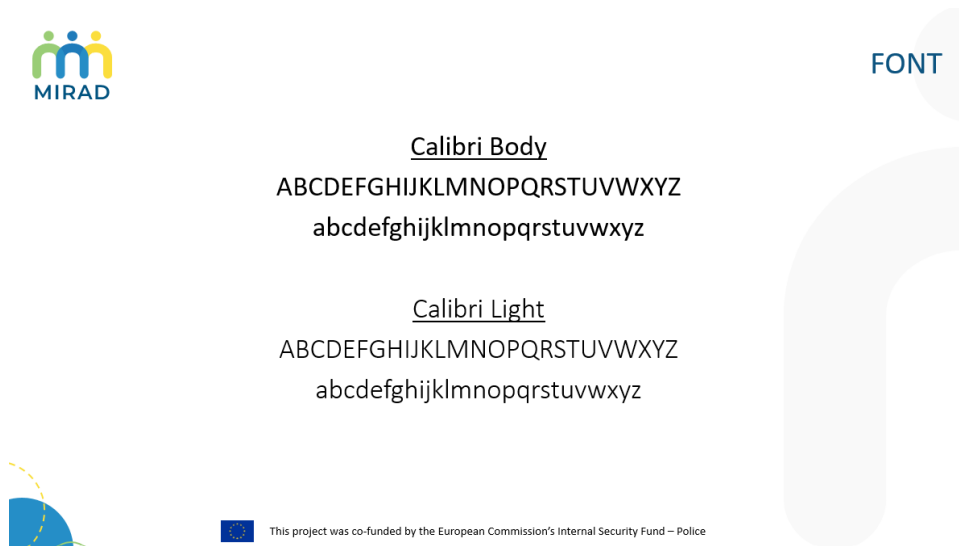 MIRAD
FONT
Calibri Body
ABCDEFGHIJKLMNOPQRSTUVWXYZ
abcdefghijklmnopqrstuvwxyz
Calibri Light
ABCDEFGHIJKLMNOPQRSTUVWXYZ
abcdefghijklmnopqrstuvwxyz
This project was co-funded by the European Commission's Internal Security Fund – Police